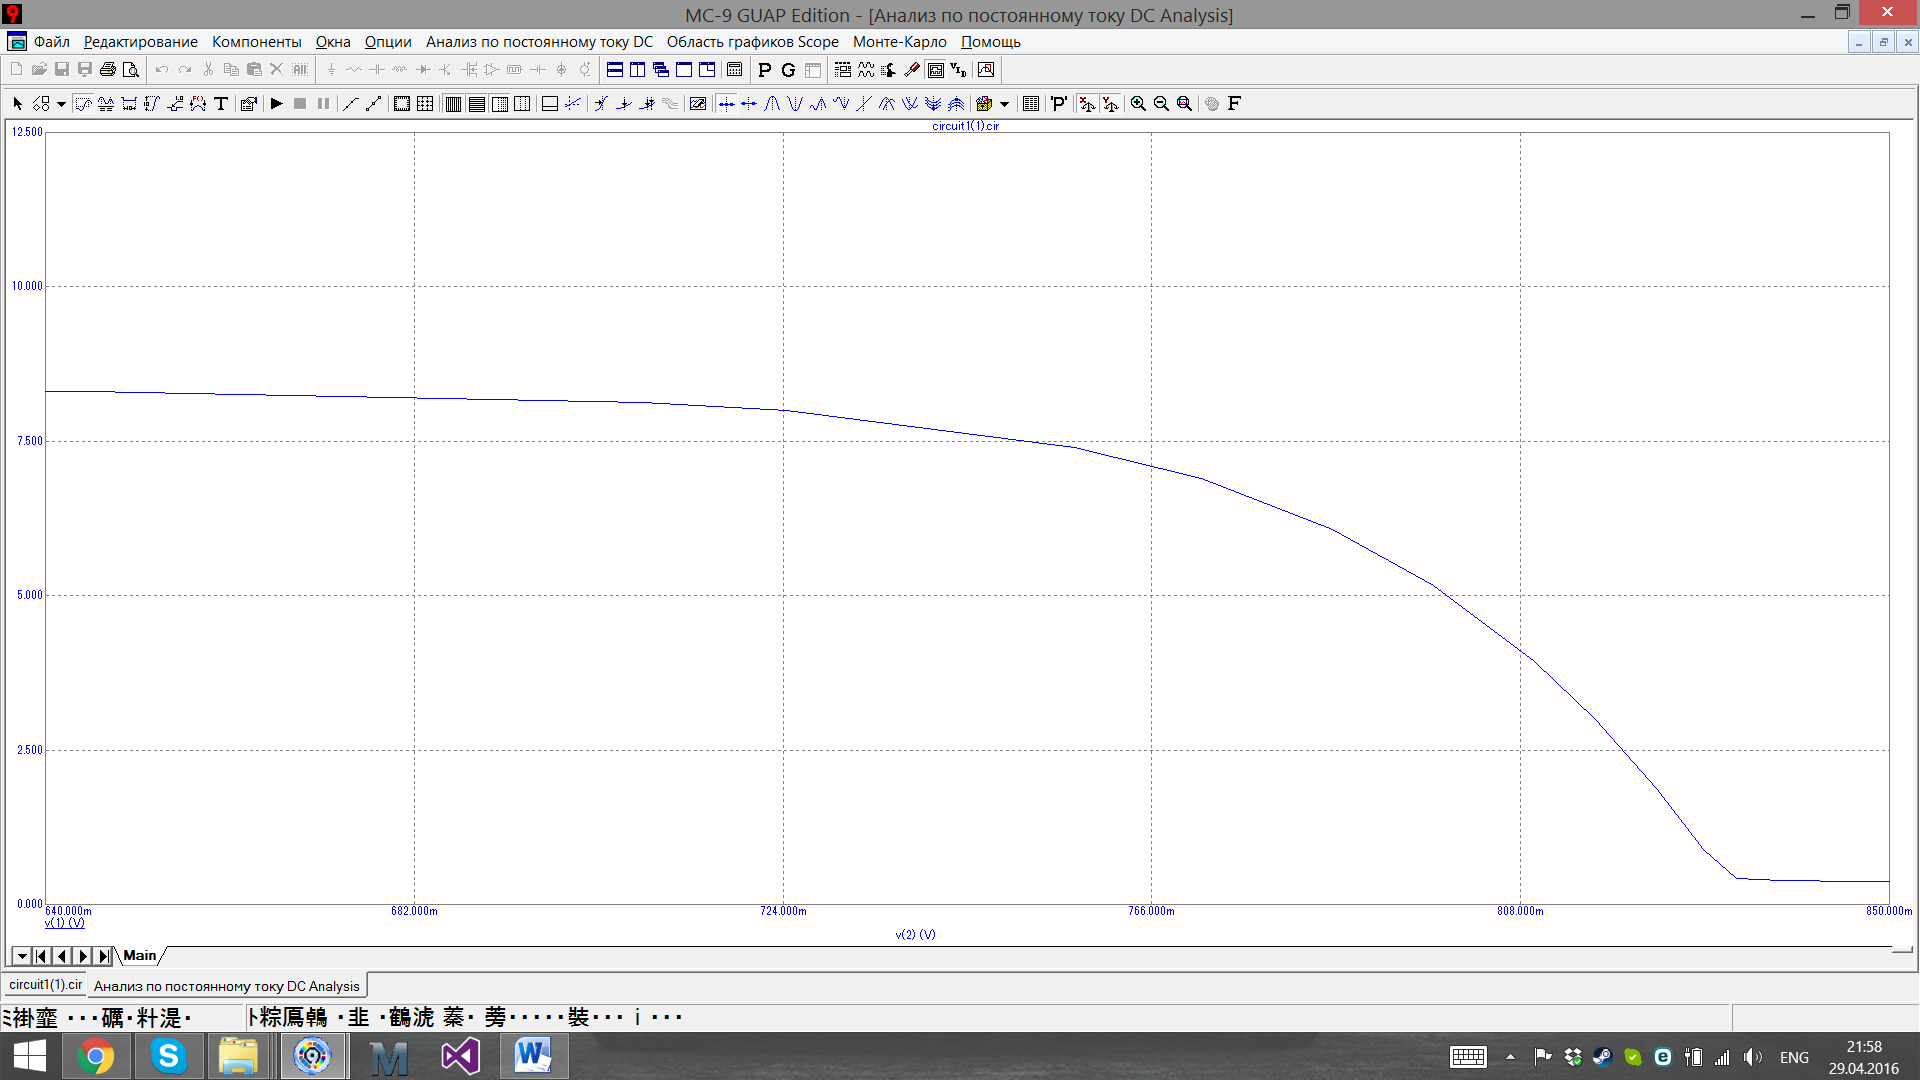 MC-9 GUAP Edition - [Анализ по постоянному току DC Analysis]
Файл Редактирование Компоненты Окна Опции Анализ по постоянному току DC Область графиков Scope Монте-Карло Помощь
circuit1(1).cir
12.500
10.000
7.500
5.000
2.500
0.000
640.000m 682.000m 724.000m 766.000m 808.000m 850.000m
v(1) (V)
v(2) (V)
Main
circuit1(1).cir Анализ по постоянному току DC Analysis
ENG
21:58
29.04.2016